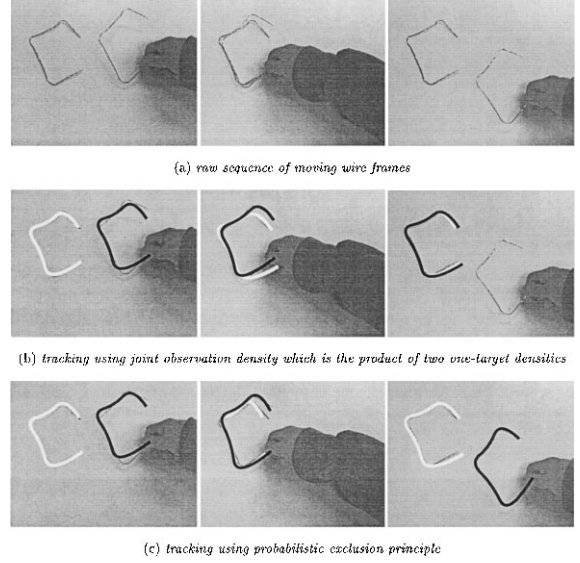 (a) raw sequence of moving wire frames
(b) tracking using joint observation density which is the product of two one-target densities
(c) tracking using probabilistic exclusion principle